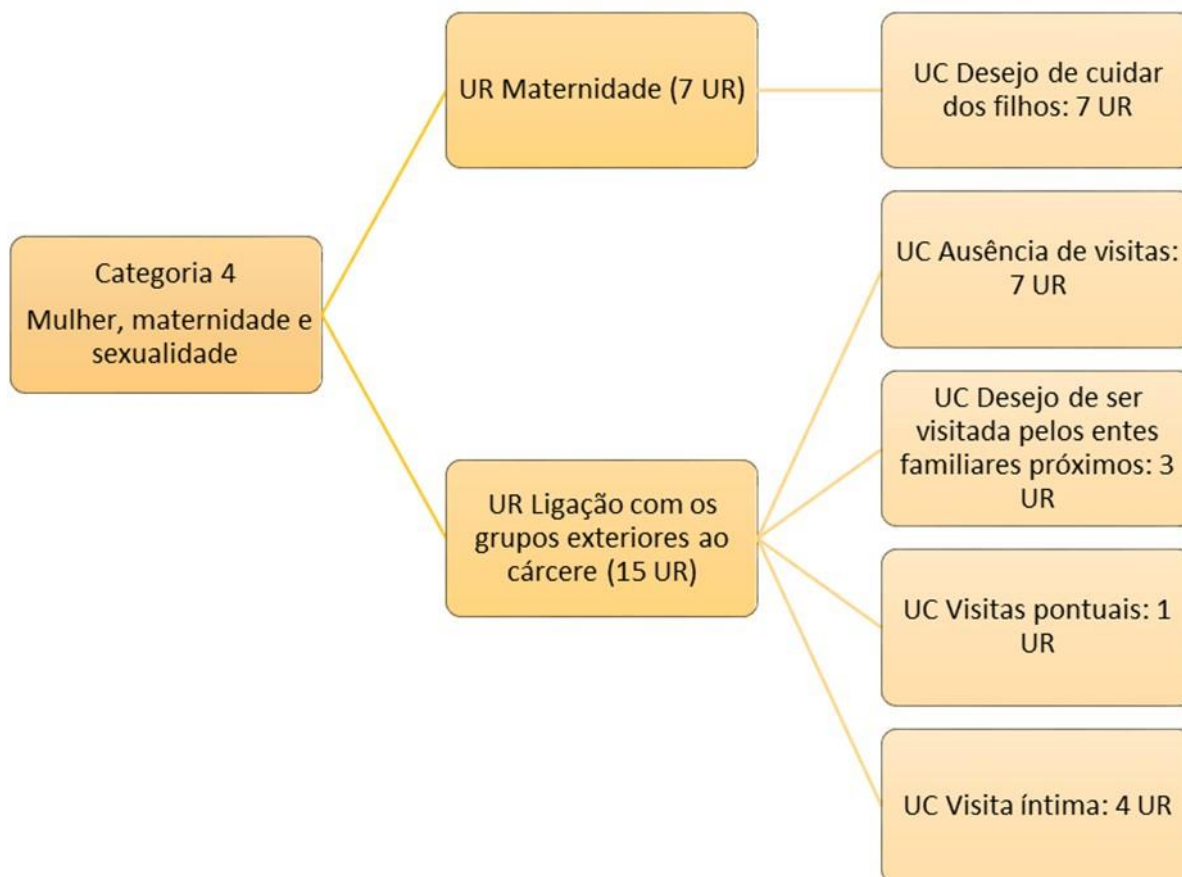 Categoria 4
Mulher, maternidade e
sexualidade
UR Maternidade (7 UR)
UC Desejo de cuidar
dos filhos: 7 UR
UR Ligação com os
grupos exteriores ao
cárcere (15 UR)
UC Ausência de visitas:
7 UR
UC Desejo de ser
visitada pelos entes
familiares próximos: 3
UR
UC Visitas pontuais: 1
UR
UC Visita íntima: 4 UR